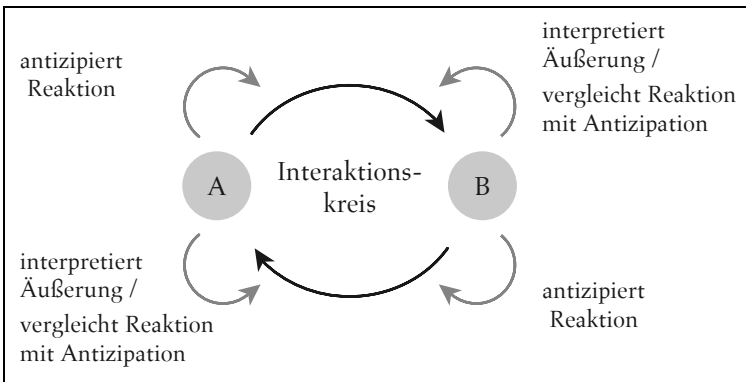 antizipiert
Reaktion
interpretiert
Äußerung /
vergleicht Reaktion
mit Antizipation
A
Interaktions-
kreis
B
interpretiert
Äußerung /
vergleicht Reaktion
mit Antizipation
antizipiert
Reaktion